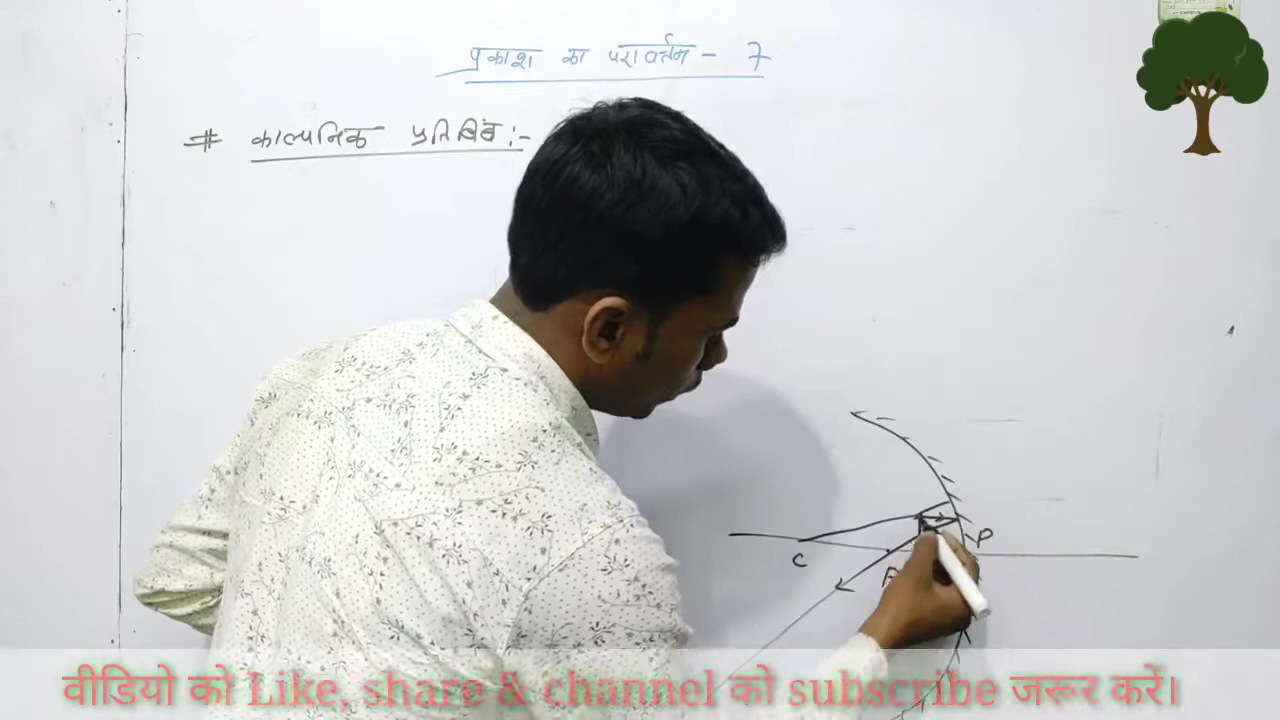 प्रकाश का परावर्तन - 7
# काल्पनिक प्रतिबिंब :-
P
C
F
वीडियो को Like, share & channel को subscribe जरूर करें।